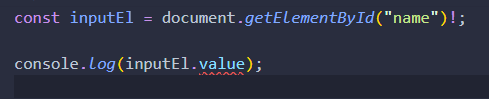 const inputEl = document.getElementById("name")!;
console.log(inputEl.value);